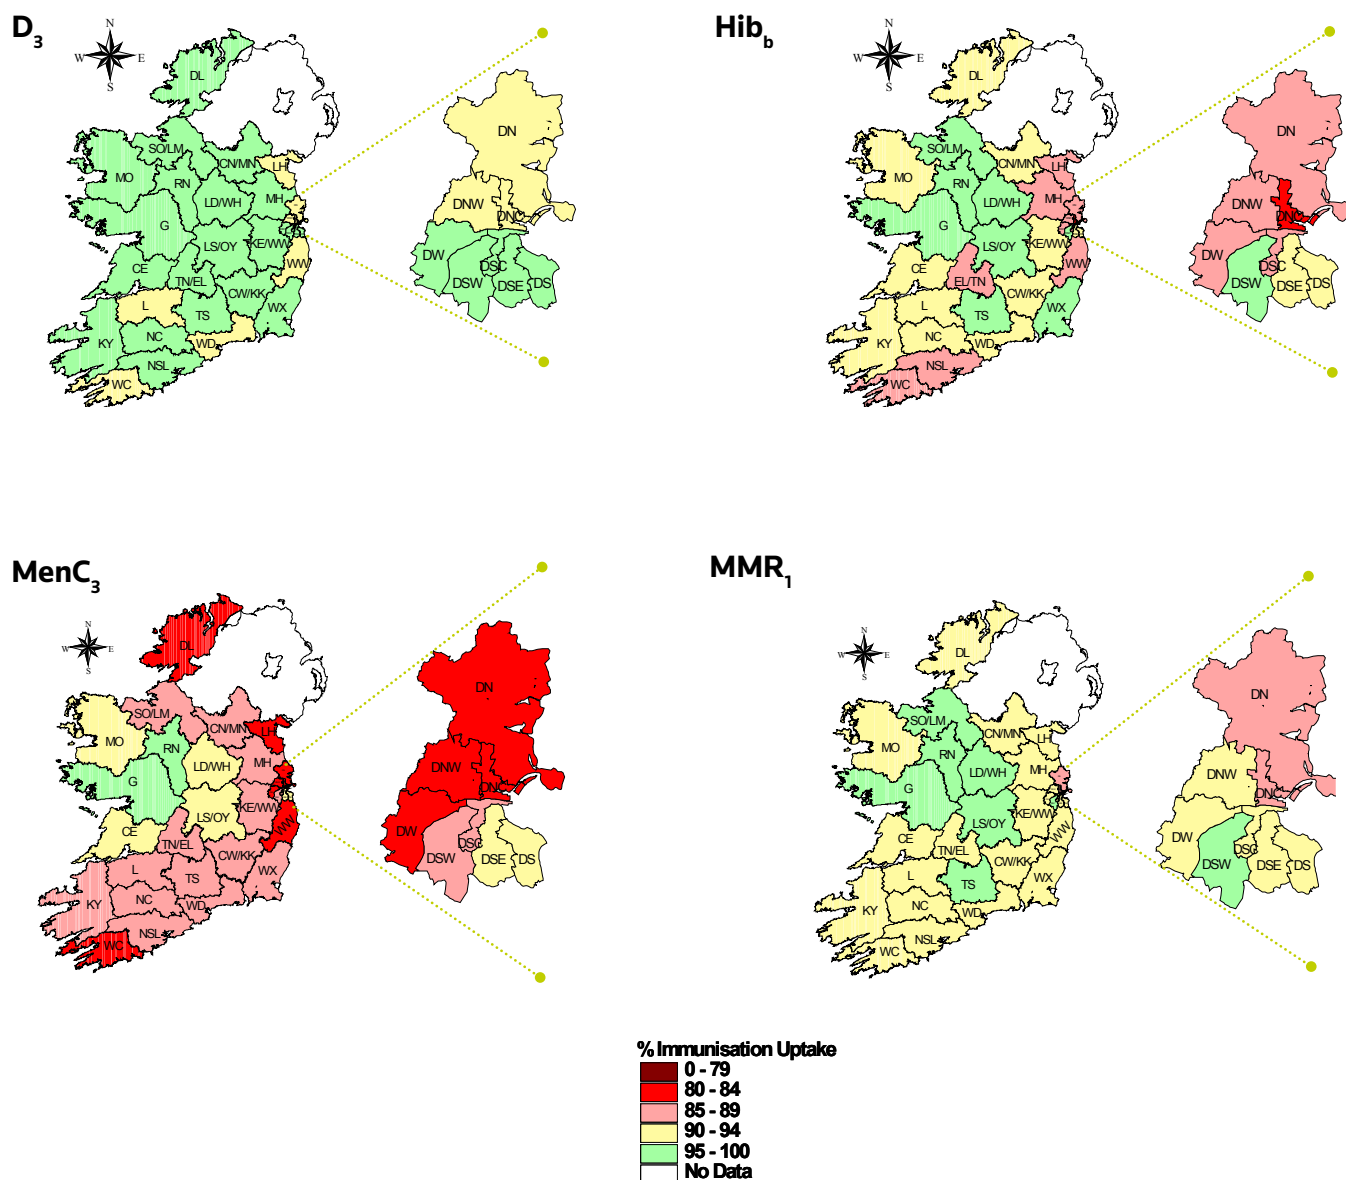 D3
Hibb
N
W
E
S
DL
SO/LM
CN/MN
LH
MO
RN
LD/WH
MH
G
LS/OY
KE/WW
CE
TN/EL
WW
CW/KK
L
TS
WX
KY
NC
WD
NSL
WC
DN
DNW
DNC
DW
DSC
DSW
DSE
DS
N
W
E
S
DL
SO/LM
CN/MN
LH
MO
RN
LD/WH
MH
G
LS/OY
KE/WW
CE
EL/TN
WW
CW/KK
L
TS
WX
KY
NC
WD
NSL
WC
DN
DNW
DNC
DW
DSC
DSW
DSE
DS
MenC3
MMR1
N
W
E
S
DL
SO/LM
CN/MN
LH
MO
RN
LD/WH
MH
G
LS/OY
KE/WW
CE
TN/EL
WW
CW/KK
L
TS
WX
KY
NC
WD
NSL
WC
DN
DNW
DNC
DW
DSC
DSW
DSE
DS
N
W
E
S
DL
SO/LM
CN/MN
LH
MO
RN
LD/WH
MH
G
LS/OY
KE/WW
CE
TN/EL
WW
CW/KK
L
TS
WX
KY
NC
WD
NSL
WC
DN
DNW
DNC
DW
DSC
DSW
DSE
DS
% Immunisation Uptake
0 - 79
80 - 84
85 - 89
90 - 94
95 - 100
No Data